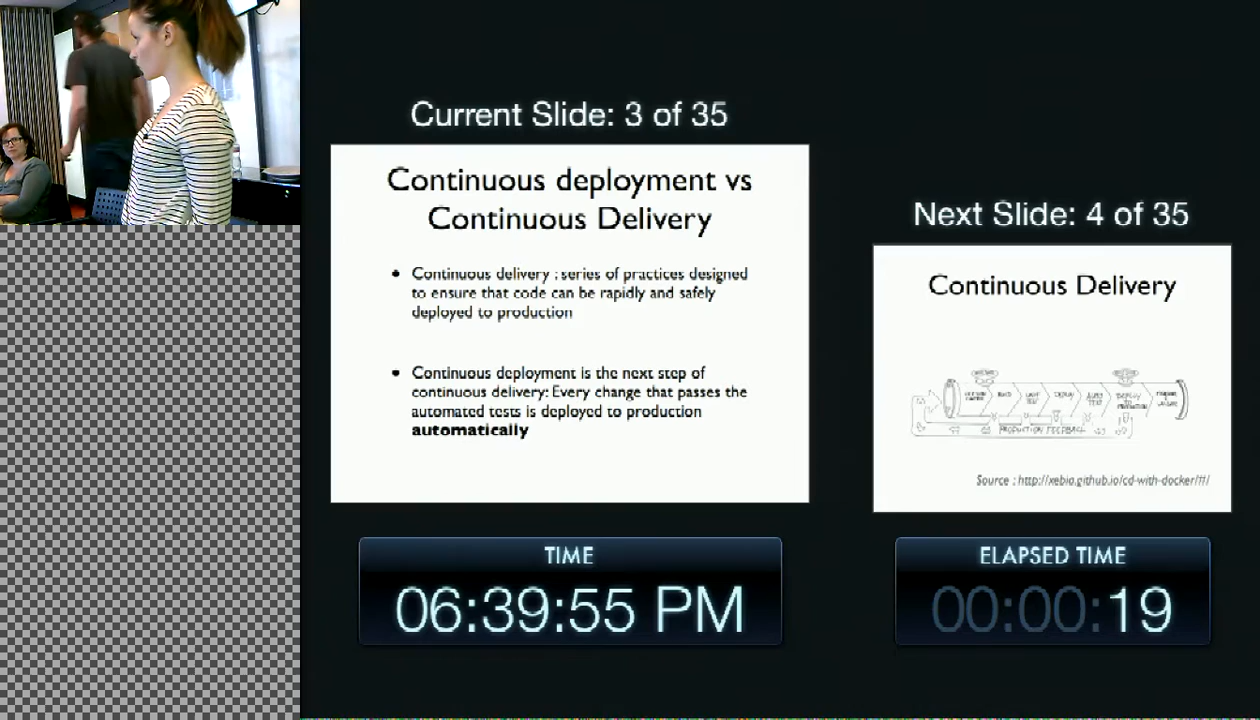 Current Slide: 3 of 35
Continuous deployment vs
Continuous Delivery
• Continuous delivery : series of practices designed
to ensure that code can be rapidly and safely
deployed to production
• Continuous deployment is the next step of
continuous delivery: Every change that passes the
automated tests is deployed to production
automatically
Next Slide: 4 of 35
Continuous Delivery
PRODUCTION FEEDBACK
Source : http://xebia.github.io/cd-with-docker/#/
TIME
06:39:55 PM
ELAPSED TIME
00:00:19